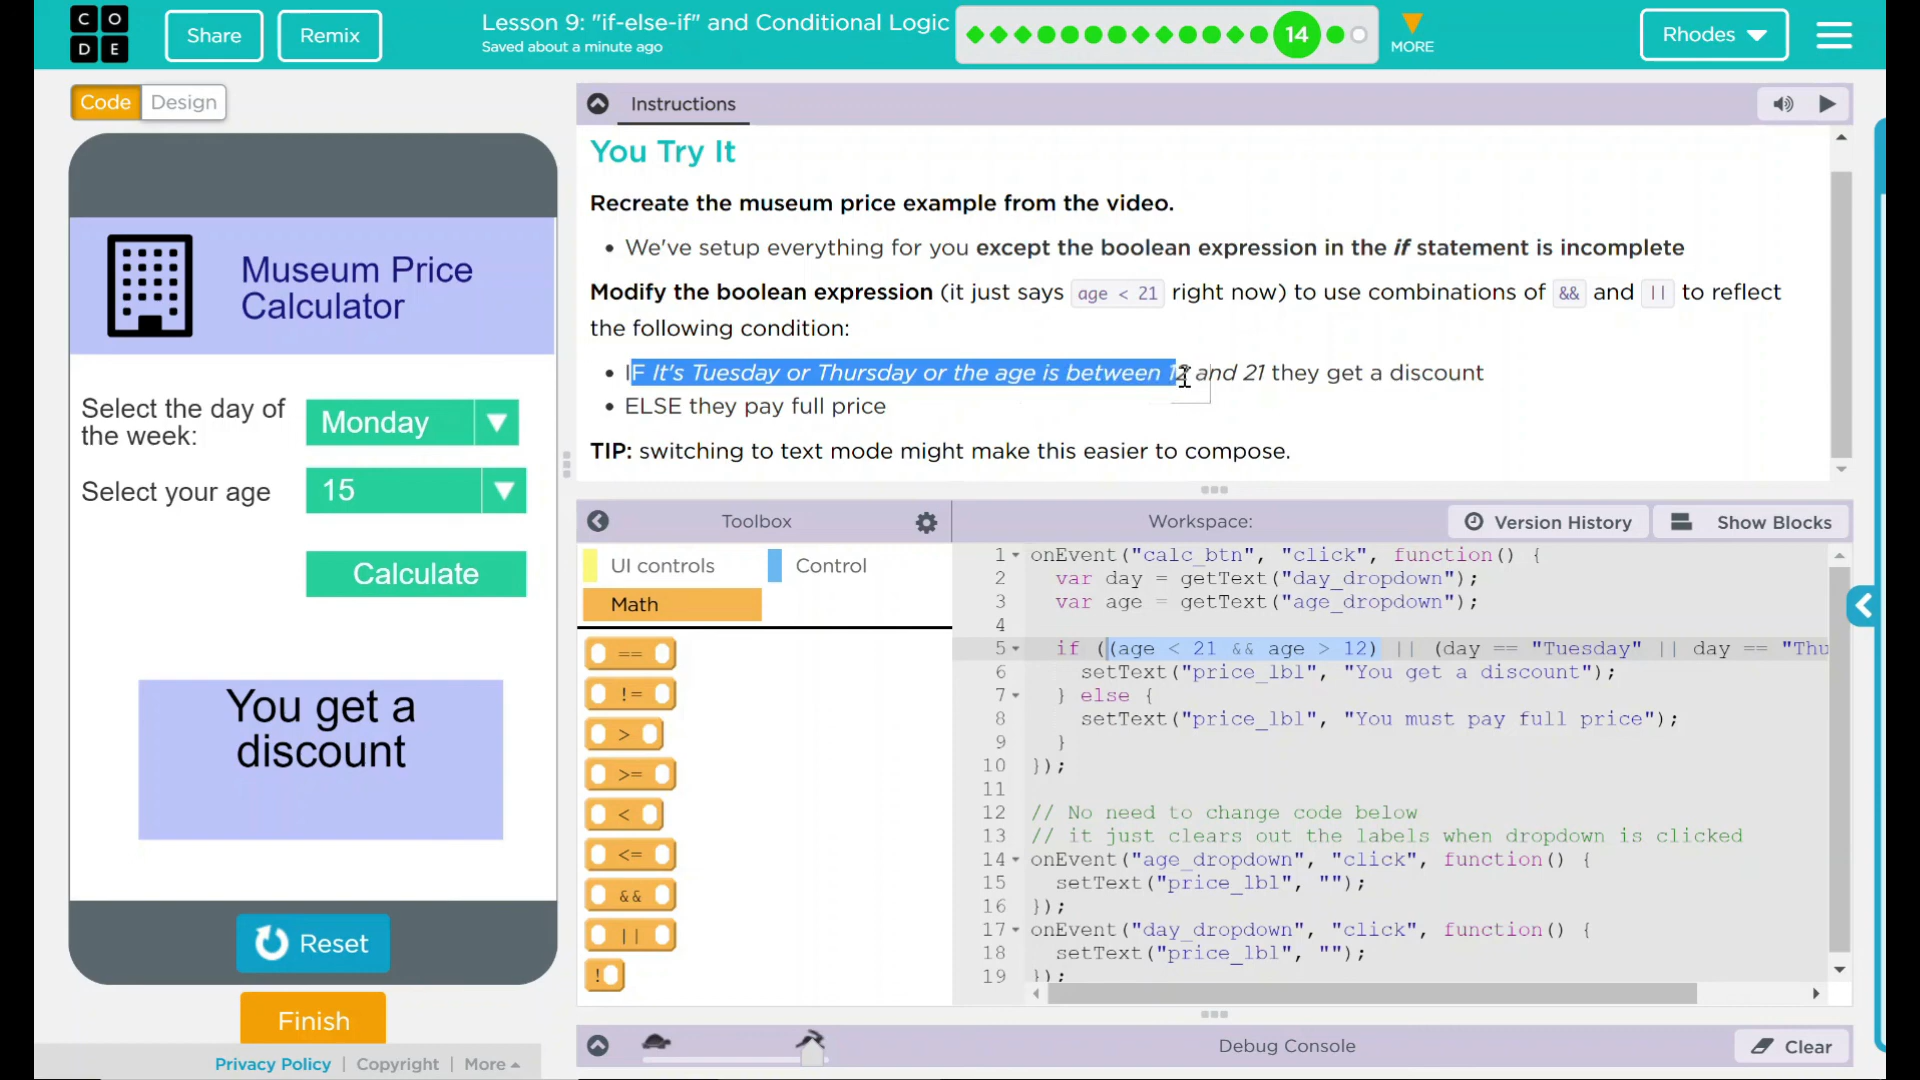 C O
D E
Share
Remix
Lesson 9: "if-else-if" and Conditional Logic
Saved about a minute ago
14
MORE
Rhodes
Code
Design
Museum Price
Calculator
Select the day of
the week:
Monday
Select your age
15
Calculate
You get a
discount
Reset
Finish
Privacy Policy | Copyright | More
Instructions
You Try It
Recreate the museum price example from the video.
• We've setup everything for you except the boolean expression in the if statement is incomplete
Modify the boolean expression (it just says age < 21 right now) to use combinations of && and || to reflect
the following condition:
• IF It's Tuesday or Thursday or the age is between 12 and 21 they get a discount
• ELSE they pay full price
TIP: switching to text mode might make this easier to compose.
Toolbox
UI controls
Control
Math
==
!=
>
>=
<
<=
&&
||
!
Workspace:
Version History
Show Blocks
1 onEvent("calc_btn", "click", function() {
2 var day = getText("day_dropdown");
3 var age = getText("age_dropdown");
4
5 if ((age < 21 && age > 12) || (day == "Tuesday" || day == "Thu
6 setText("price_lbl", "You get a discount");
7 } else {
8 setText("price_lbl", "You must pay full price");
9 }
10 });
11
12 // No need to change code below
13 // it just clears out the labels when dropdown is clicked
14 onEvent("age_dropdown", "click", function() {
15 setText("price_lbl", "");
16 });
17 onEvent("day_dropdown", "click", function() {
18 setText("price_lbl", "");
19 });
Debug Console
Clear